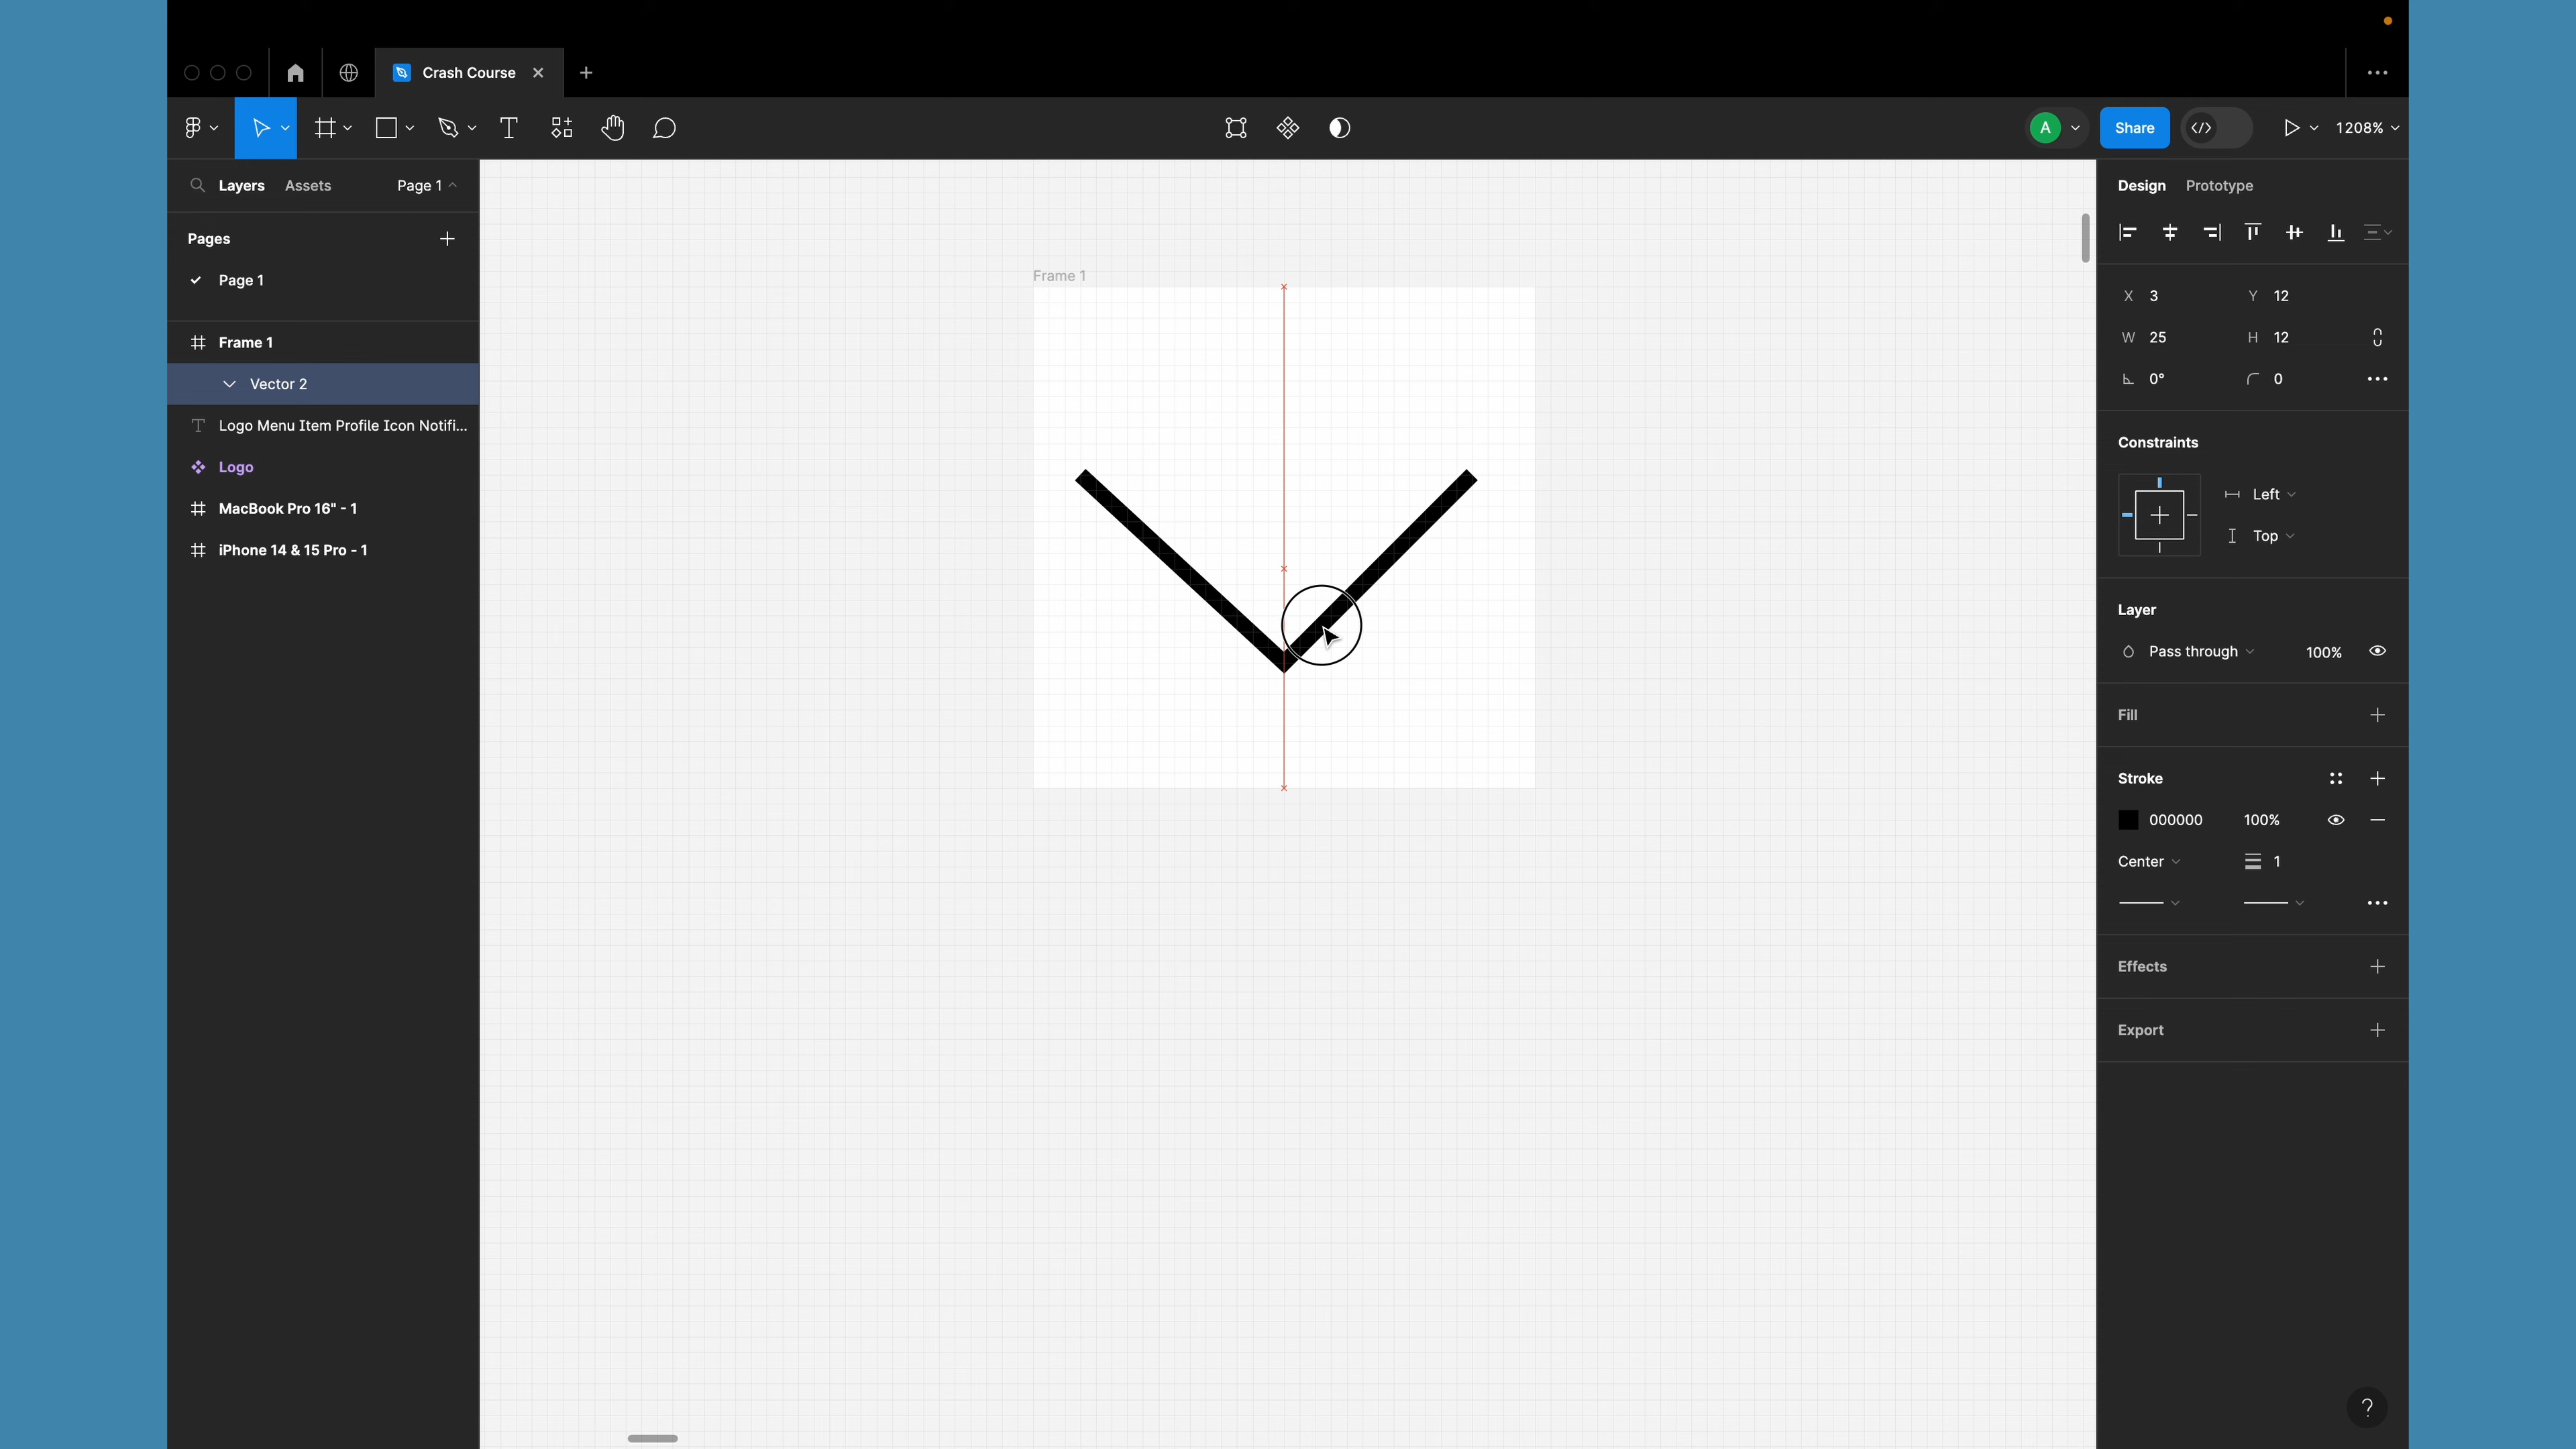 Crash Course
A
Share
1208%
Layers Assets Page 1
Pages
Page 1
Frame 1
Vector 2
Logo Menu Item Profile Icon Notifi...
Logo
MacBook Pro 16" - 1
iPhone 14 & 15 Pro - 1
Frame 1
Design Prototype
X 3 Y 12
W 25 H 12
0° 0
Constraints
Left
Top
Layer
Pass through 100%
Fill
Stroke
000000 100%
Center 1
Effects
Export
?